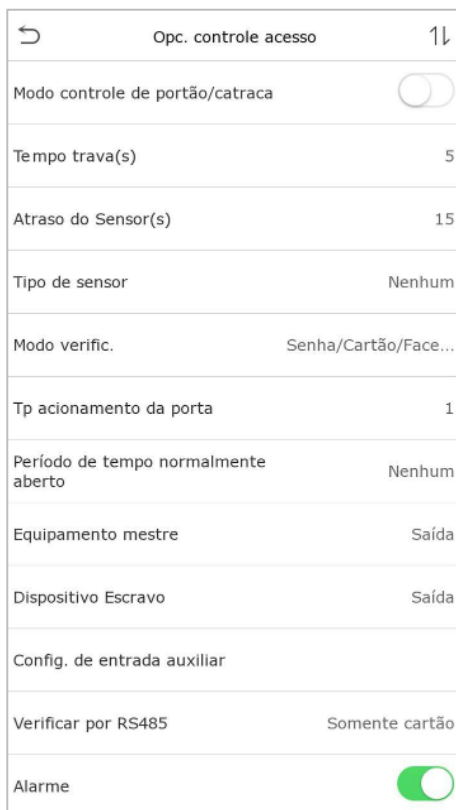 Opc. controle acesso
Modo controle de portão/catraca
Tempo trava(s) 5
Atraso do Sensor(s) 15
Tipo de sensor Nenhum
Modo verific. Senha/Cartão/Face...
Tp acionamento da porta 1
Período de tempo normalmente
aberto Nenhum
Equipamento mestre Saída
Dispositivo Escravo Saída
Config. de entrada auxiliar
Verificar por RS485 Somente cartão
Alarme